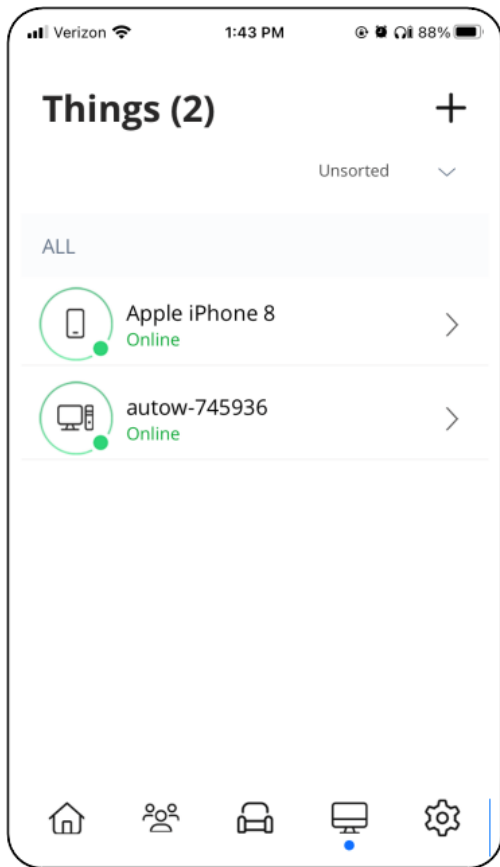 Verizon 1:43 PM 88%
Things (2)
Unsorted
ALL
Apple iPhone 8
Online
autow-745936
Online